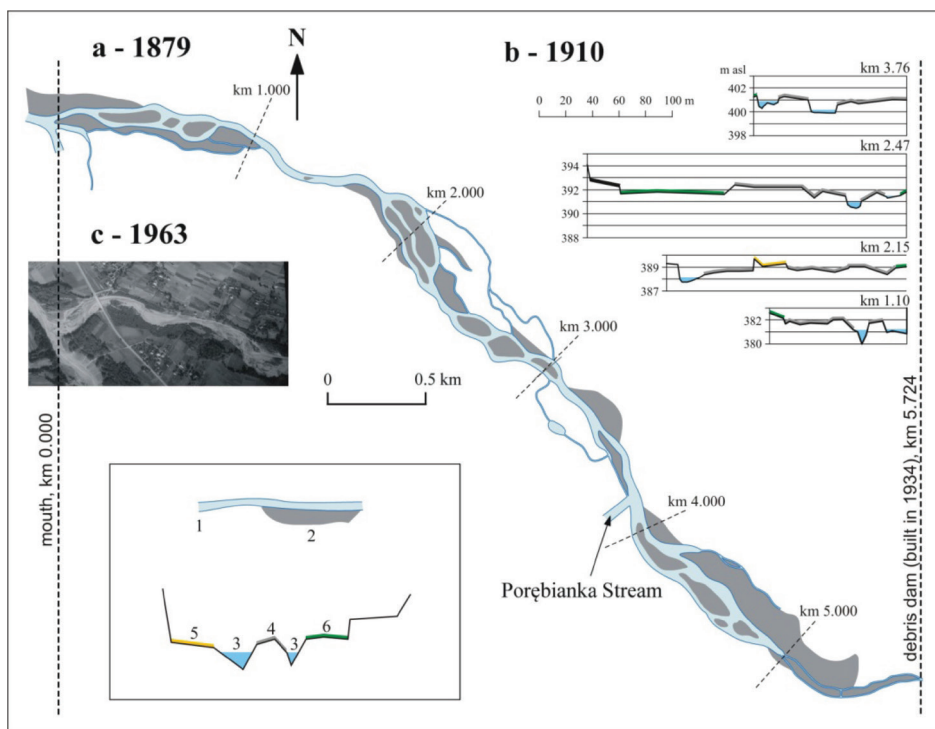 a - 1879
N
b - 1910
0 20 40 60 80 100 m
m asl
km 3.76
402
400
398
km 2.47
394
392
390
388
km 2.15
389
387
km 1.10
382
380
km 1.000
km 2.000
c - 1963
km 3.000
0 0.5 km
km 4.000
Porębianka Stream
km 5.000
mouth, km 0.000
debris dam (built in 1934), km 5.724
1
2
5 3 4 3 6